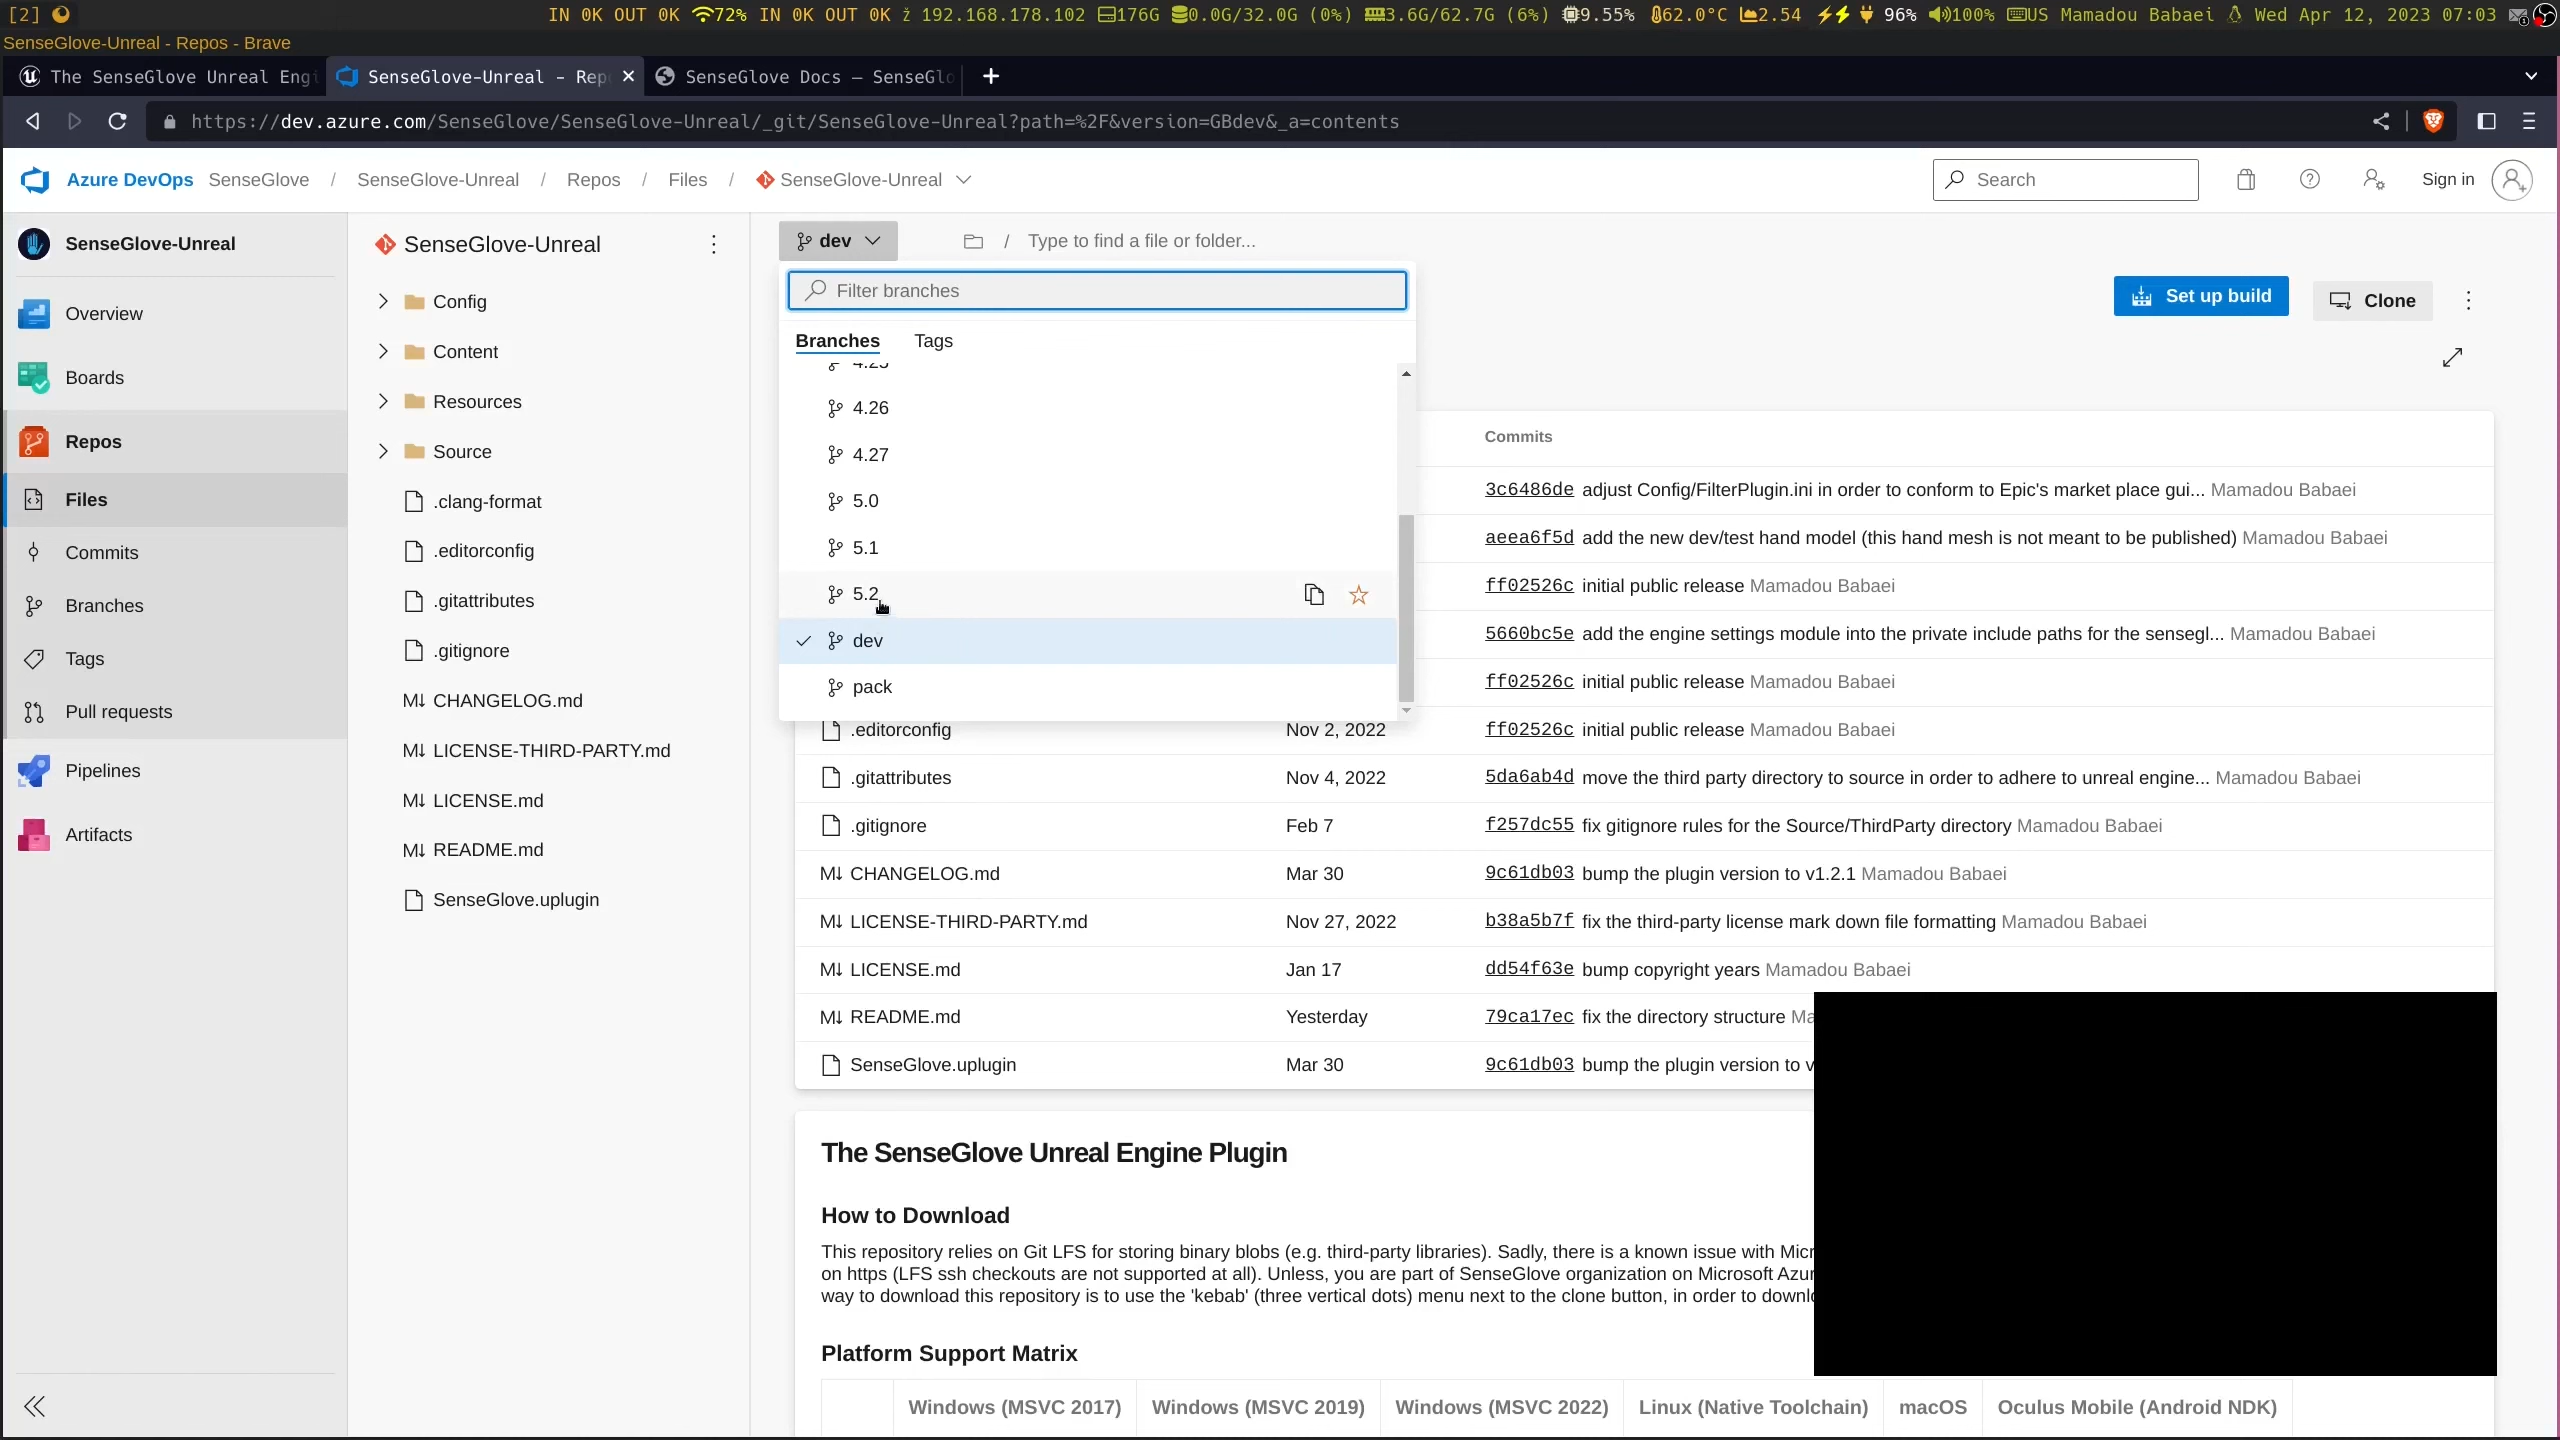 [2] IN 0K OUT 0K 72% IN 0K OUT 0K ž 192.168.178.102 176G 0.0G/32.0G (0%) 3.6G/62.7G (6%) 9.55% 62.0°C 2.54 96% 100% US Mamadou Babaei Wed Apr 12, 2023 07:03
SenseGlove-Unreal - Repos - Brave
The SenseGlove Unreal Engi
SenseGlove-Unreal - Rep
SenseGlove Docs — SenseGlo
https://dev.azure.com/SenseGlove/SenseGlove-Unreal/_git/SenseGlove-Unreal?path=%2F&version=GBdev&_a=contents
Azure DevOps SenseGlove / SenseGlove-Unreal / Repos / Files / SenseGlove-Unreal
Search
Sign in
SenseGlove-Unreal
Overview
Boards
Repos
Files
Commits
Branches
Tags
Pull requests
Pipelines
Artifacts
SenseGlove-Unreal
Config
Content
Resources
Source
.clang-format
.editorconfig
.gitattributes
.gitignore
M↓ CHANGELOG.md
M↓ LICENSE-THIRD-PARTY.md
M↓ LICENSE.md
M↓ README.md
SenseGlove.uplugin
dev
/ Type to find a file or folder...
Filter branches
Branches Tags
4.25
4.26
4.27
5.0
5.1
5.2
dev
pack
Set up build
Clone
Commits
3c6486de adjust Config/FilterPlugin.ini in order to conform to Epic's market place gui... Mamadou Babaei
aeea6f5d add the new dev/test hand model (this hand mesh is not meant to be published) Mamadou Babaei
ff02526c initial public release Mamadou Babaei
5660bc5e add the engine settings module into the private include paths for the sensegl... Mamadou Babaei
ff02526c initial public release Mamadou Babaei
.editorconfig Nov 2, 2022 ff02526c initial public release Mamadou Babaei
.gitattributes Nov 4, 2022 5da6ab4d move the third party directory to source in order to adhere to unreal engine... Mamadou Babaei
.gitignore Feb 7 f257dc55 fix gitignore rules for the Source/ThirdParty directory Mamadou Babaei
M↓ CHANGELOG.md Mar 30 9c61db03 bump the plugin version to v1.2.1 Mamadou Babaei
M↓ LICENSE-THIRD-PARTY.md Nov 27, 2022 b38a5b7f fix the third-party license mark down file formatting Mamadou Babaei
M↓ LICENSE.md Jan 17 dd54f63e bump copyright years Mamadou Babaei
M↓ README.md Yesterday 79ca17ec fix the directory structure Ma
SenseGlove.uplugin Mar 30 9c61db03 bump the plugin version to v
The SenseGlove Unreal Engine Plugin
How to Download
This repository relies on Git LFS for storing binary blobs (e.g. third-party libraries). Sadly, there is a known issue with Micr
on https (LFS ssh checkouts are not supported at all). Unless, you are part of SenseGlove organization on Microsoft Azur
way to download this repository is to use the 'kebab' (three vertical dots) menu next to the clone button, in order to downlo
Platform Support Matrix
Windows (MSVC 2017) Windows (MSVC 2019) Windows (MSVC 2022) Linux (Native Toolchain) macOS Oculus Mobile (Android NDK)